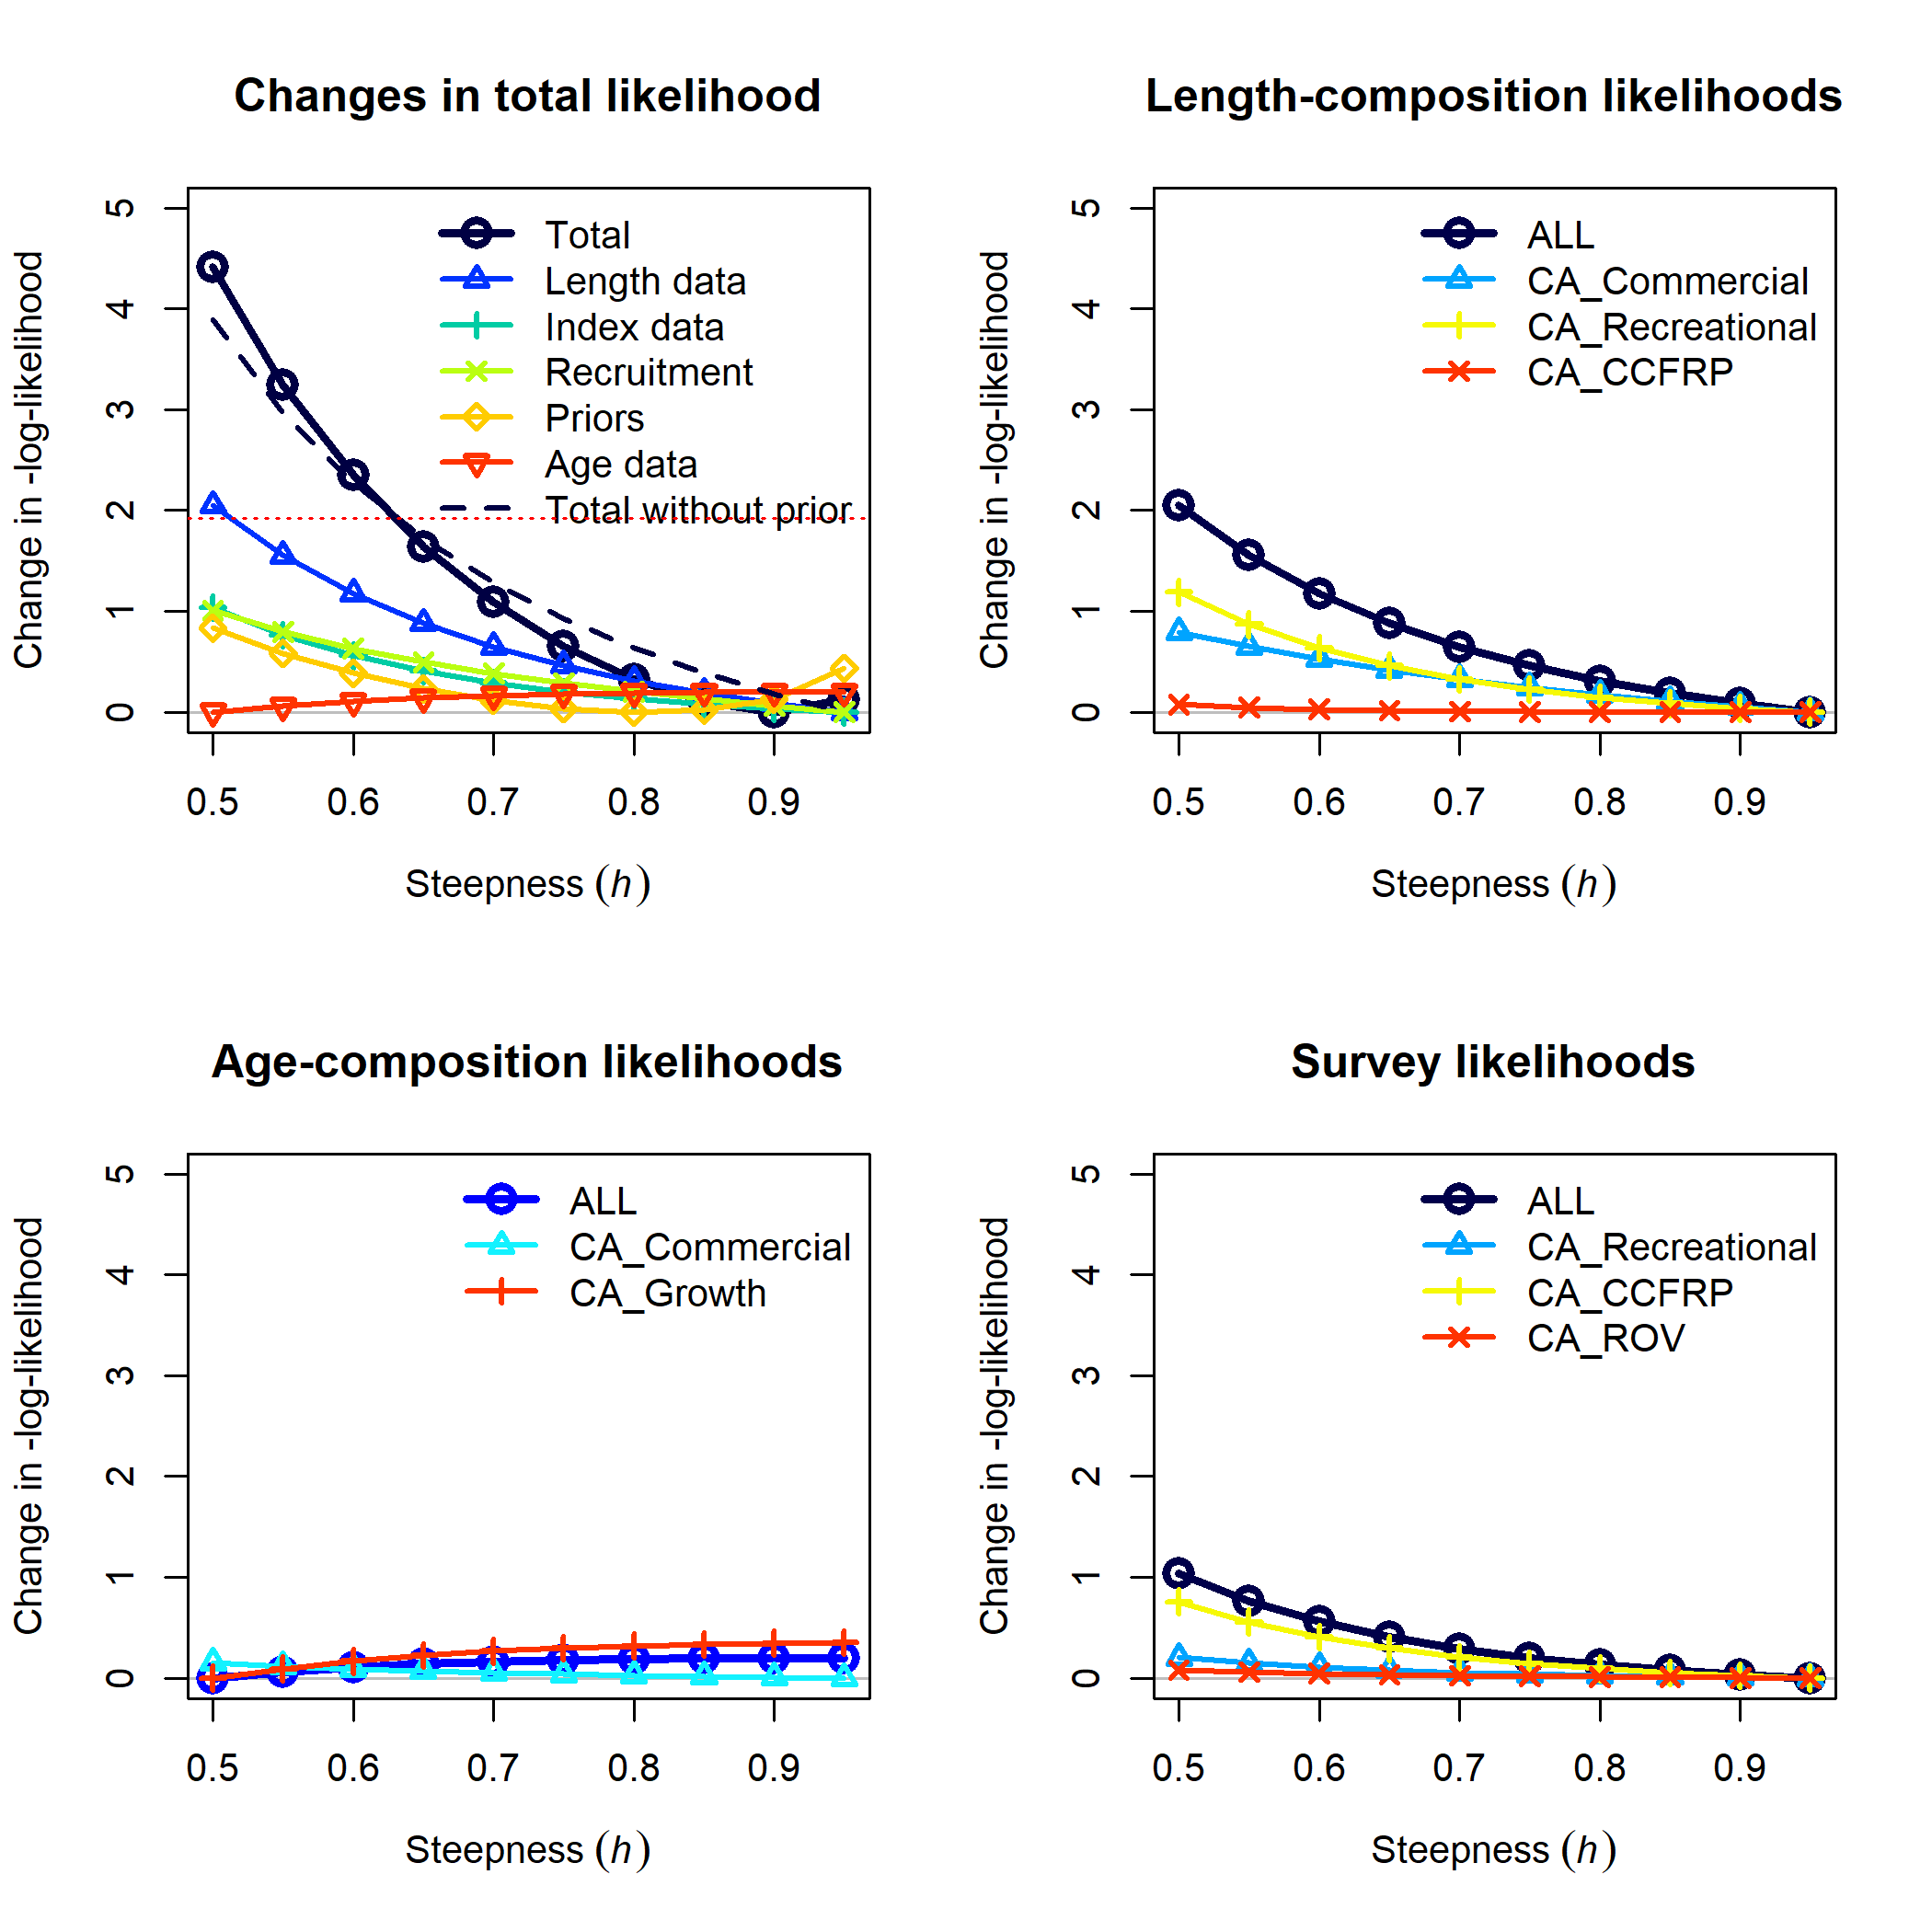 Changes in total likelihood
Change in -log-likelihood
5
4
3
2
1
0
Total
Length data
Index data
Recruitment
Priors
Age data
Total without prior
0.5 0.6 0.7 0.8 0.9
Steepness (h)
Length-composition likelihoods
Change in -log-likelihood
5
4
3
2
1
0
ALL
CA_Commercial
CA_Recreational
CA_CCFRP
0.5 0.6 0.7 0.8 0.9
Steepness (h)
Age-composition likelihoods
Change in -log-likelihood
5
4
3
2
1
0
ALL
CA_Commercial
CA_Growth
0.5 0.6 0.7 0.8 0.9
Steepness (h)
Survey likelihoods
Change in -log-likelihood
5
4
3
2
1
0
ALL
CA_Recreational
CA_CCFRP
CA_ROV
0.5 0.6 0.7 0.8 0.9
Steepness (h)